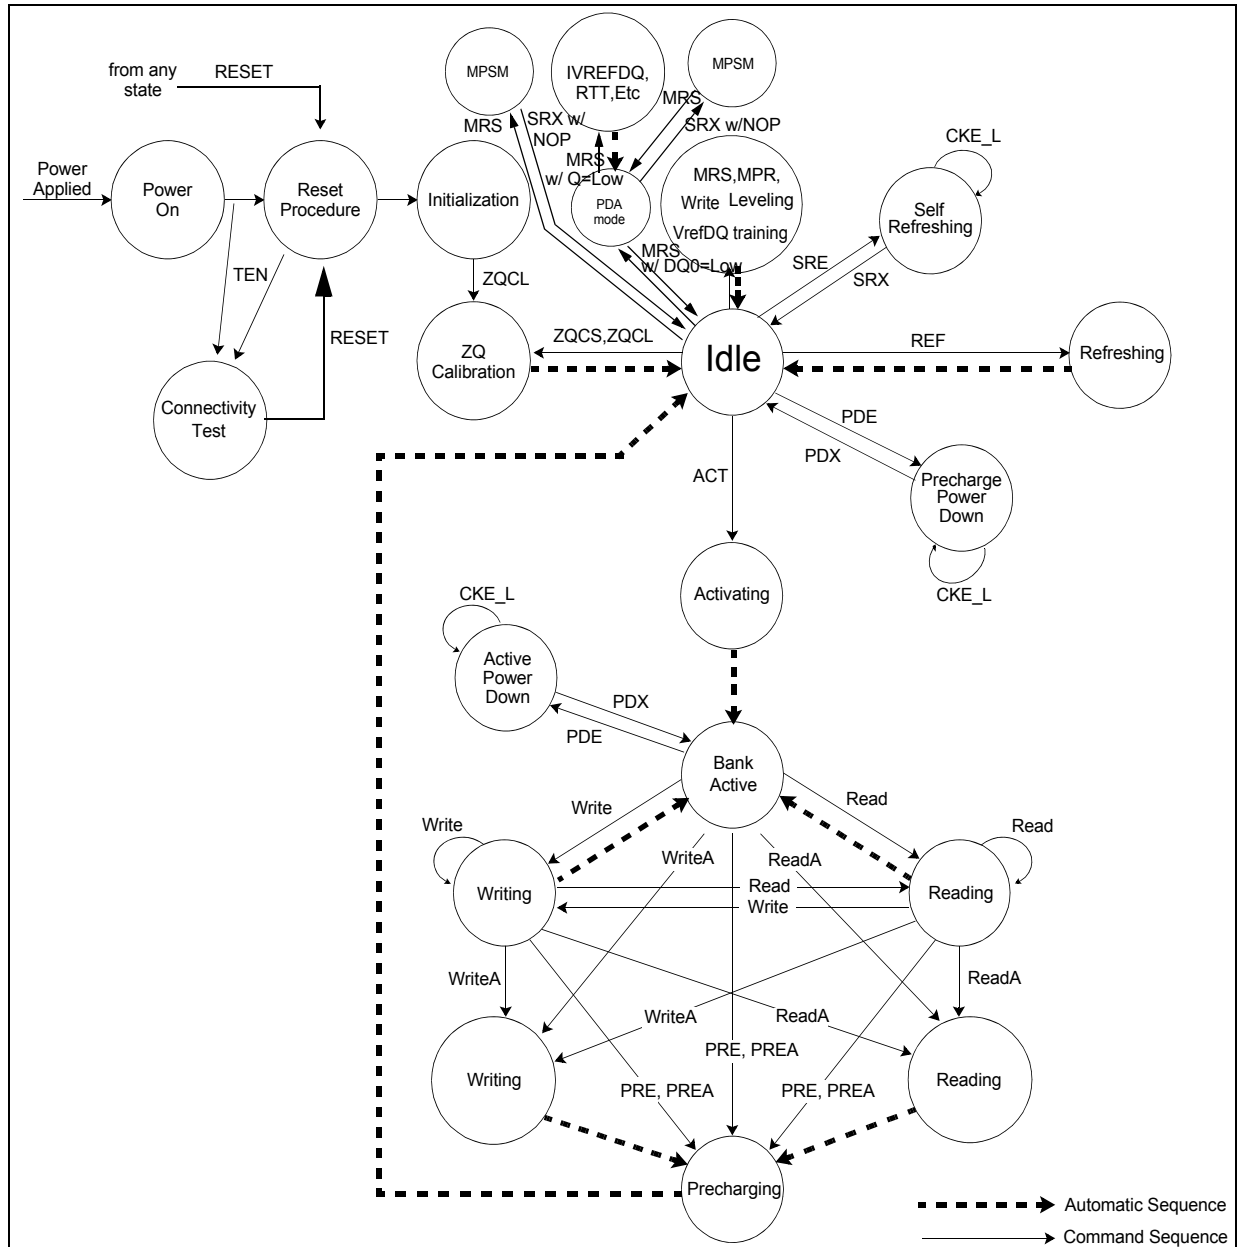 from any
state
RESET
Power
Applied
Power
On
Reset
Procedure
Initialization
TEN
RESET
Connectivity
Test
ZQCL
ZQ
Calibration
ZQCS,ZQCL
MPSM
IVREFDQ,
RTT,Etc
MPSM
MRS
SRX w/
NOP
MRS
w/ Q=Low
MRS
SRX w/NOP
PDA
mode
MRS
w/ DQ0=Low
MRS,MPR,
Write Leveling
VrefDQ training
CKE_L
Self
Refreshing
SRE
SRX
Idle
REF
Refreshing
PDE
PDX
Precharge
Power
Down
CKE_L
ACT
Activating
CKE_L
Active
Power
Down
PDX
PDE
Bank
Active
Write
Read
Write
Read
WriteA
ReadA
Writing
Read
Write
Reading
WriteA
ReadA
WriteA
ReadA
Writing
PRE, PREA
Reading
PRE, PREA
PRE, PREA
Precharging
Automatic Sequence
Command Sequence